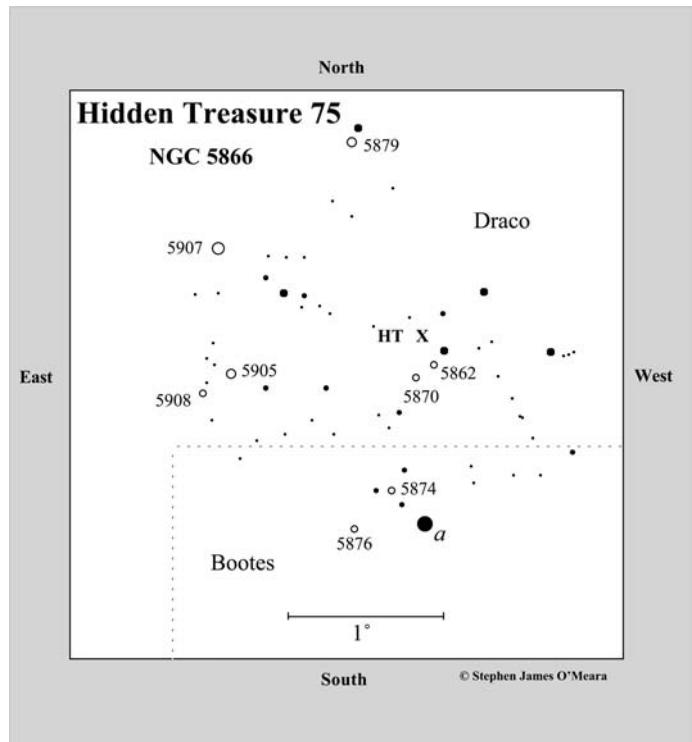 North
Hidden Treasure 75
NGC 5866
5879
Draco
5907
HT X
East
West
5905
5862
5908
5870
5874
a
5876
Bootes
1°
South
© Stephen James O'Meara